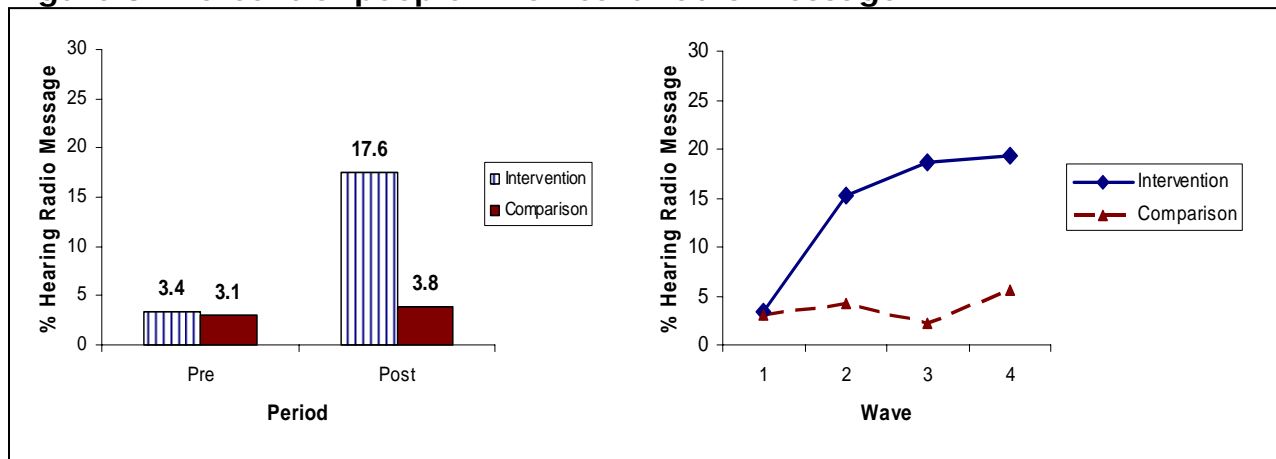 % Hearing Radio Message
30
25
20
15
10
5
0
3.4
3.1
17.6
3.8
Pre
Post
Period
Intervention
Comparison
% Hearing Radio Message
30
25
20
15
10
5
0
1
2
3
4
Wave
Intervention
Comparison